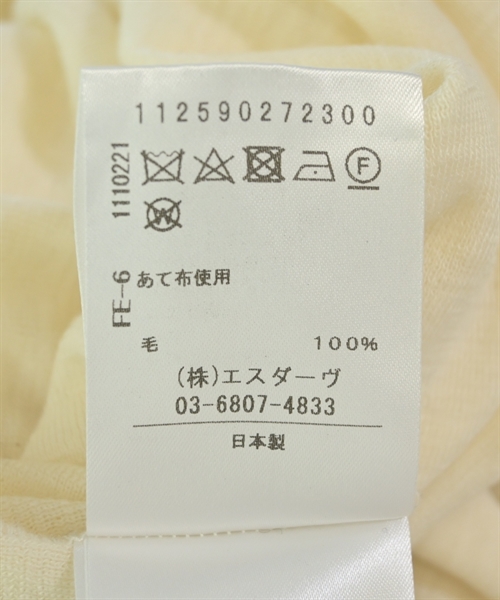 112590272300
1110221
F
W
FE-6
あて布使用
毛 100%
(株)エスダーヴ
03-6807-4833
日本製